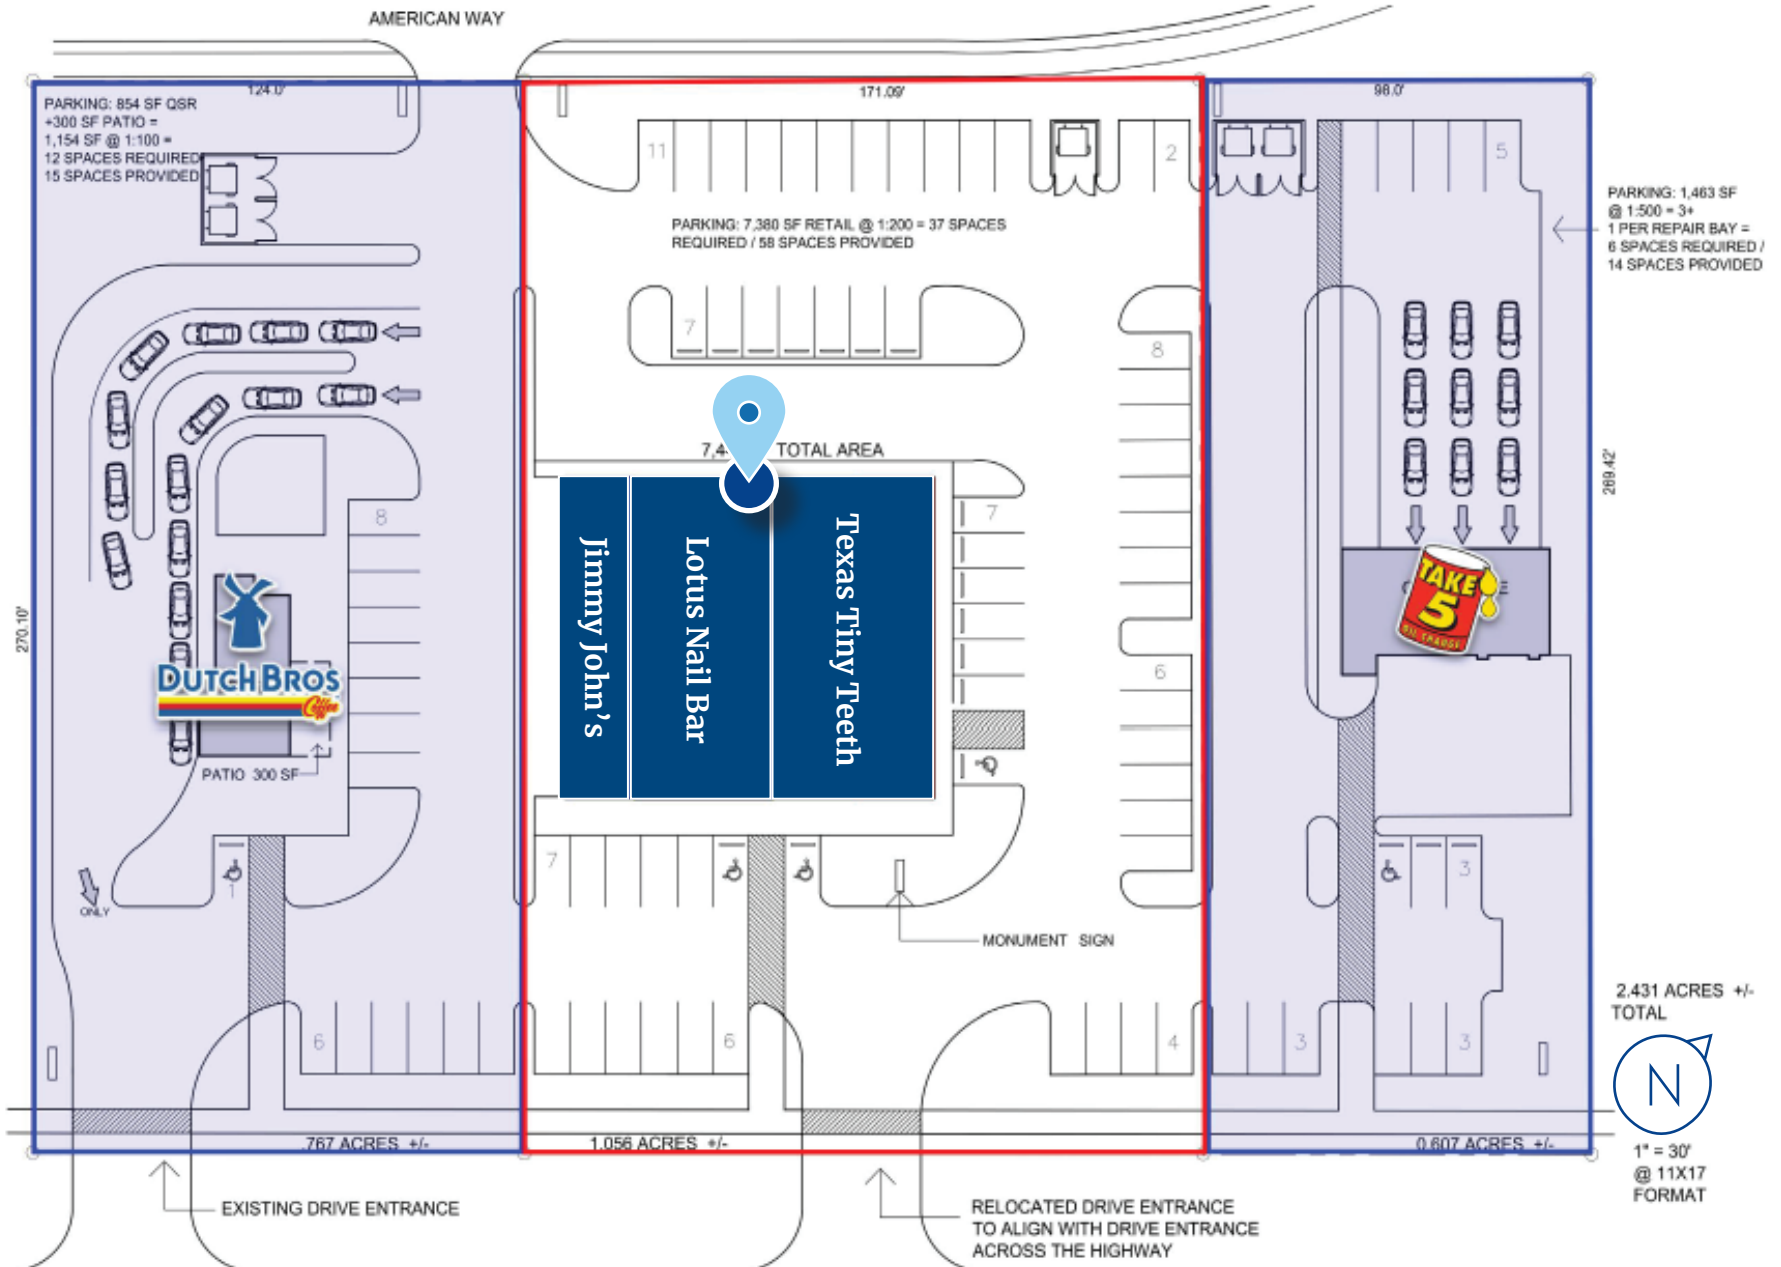 AMERICAN WAY
124.0'
171.09'
98.0'
PARKING: 854 SF QSR
+300 SF PATIO =
1,154 SF @ 1:100 =
12 SPACES REQUIRED
15 SPACES PROVIDED
11
2
5
PARKING: 7,380 SF RETAIL @ 1:200 = 37 SPACES
REQUIRED / 58 SPACES PROVIDED
PARKING: 1,463 SF
@ 1:500 = 3+
1 PER REPAIR BAY =
6 SPACES REQUIRED /
14 SPACES PROVIDED
7
8
TOTAL AREA
269.42'
8
7
Jimmy John's
Lotus Nail Bar
Texas Tiny Teeth
TAKE
5
OIL CHANGE
270.10'
DUTCH BROS
Coffee
6
PATIO 300 SF
1
7
3
ONLY
MONUMENT SIGN
2.431 ACRES +/-
TOTAL
6
6
4
3
3
N
.767 ACRES +/-
1.056 ACRES +/-
0.607 ACRES +/-
1" = 30'
@ 11X17
FORMAT
EXISTING DRIVE ENTRANCE
RELOCATED DRIVE ENTRANCE
TO ALIGN WITH DRIVE ENTRANCE
ACROSS THE HIGHWAY